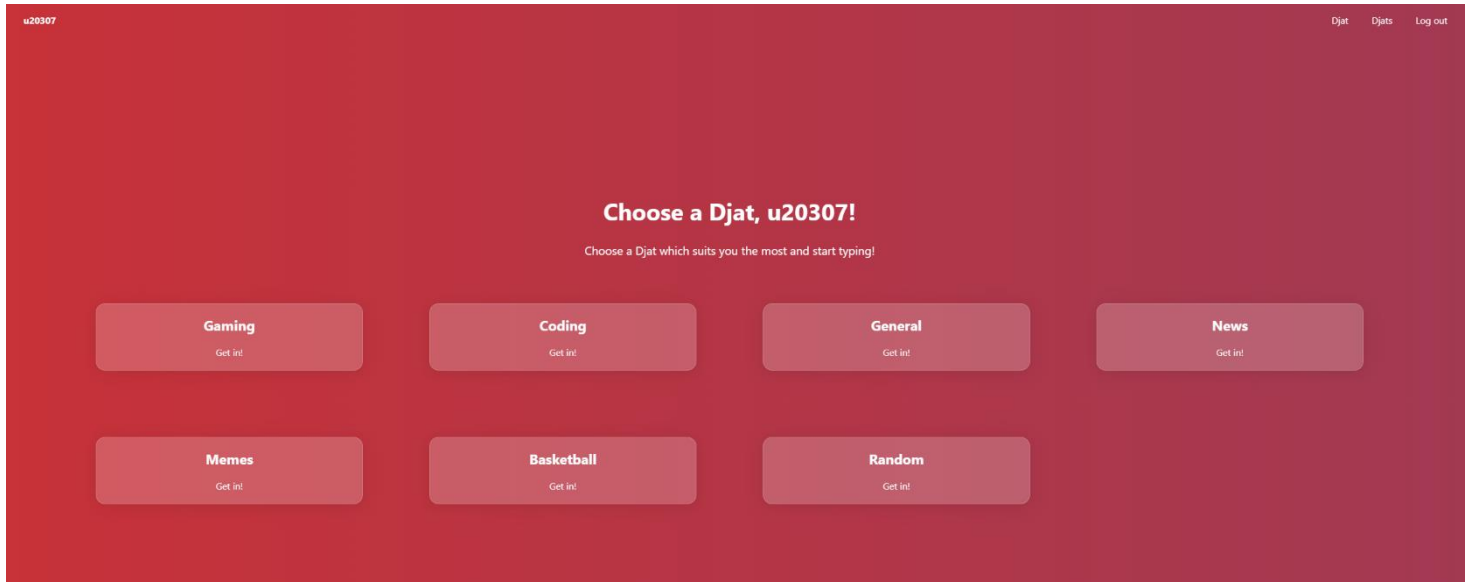 u20307
Djat Djats Log out
Choose a Djat, u20307!
Choose a Djat which suits you the most and start typing!
Gaming
Get in!
Coding
Get in!
General
Get in!
News
Get in!
Memes
Get in!
Basketball
Get in!
Random
Get in!